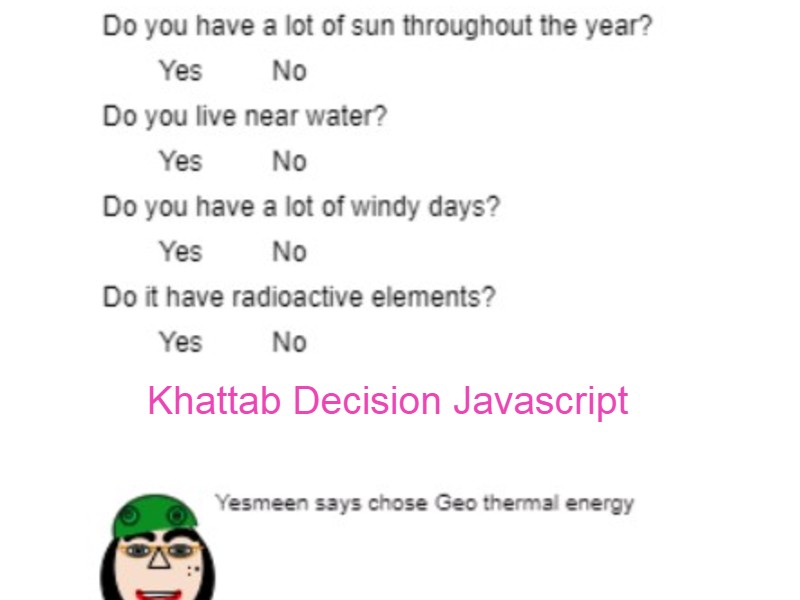 Do you have a lot of sun throughout the year?
Yes No
Do you live near water?
Yes No
Do you have a lot of windy days?
Yes No
Do it have radioactive elements?
Yes No
Khattab Decision Javascript
Yesmeen says chose Geo thermal energy